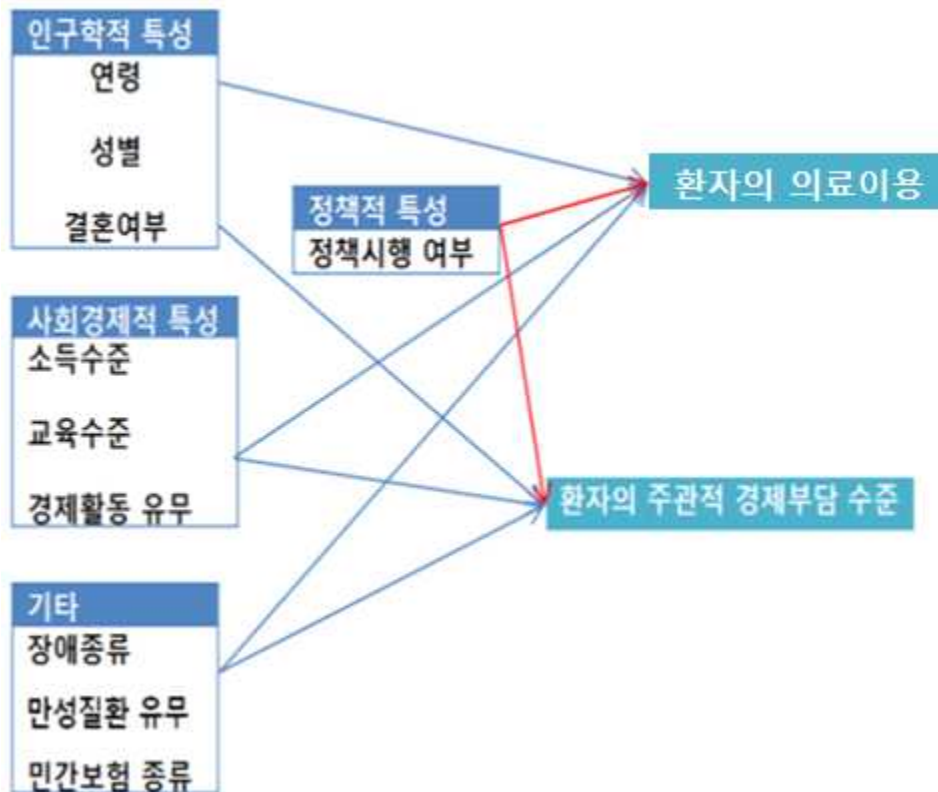 인구학적 특성
연령
성별
결혼여부
정책적 특성
정책시행 여부
환자의 의료이용
사회경제적 특성
소득수준
교육수준
경제활동 유무
환자의 주관적 경제부담 수준
기타
장애종류
만성질환 유무
민간보험 종류